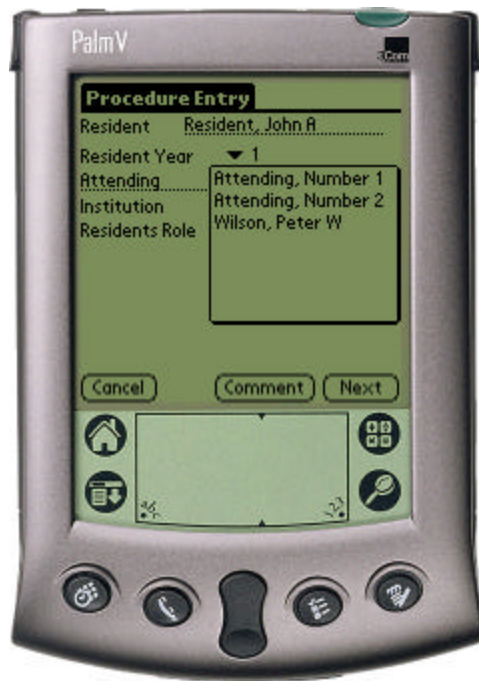 Palm V
3Com
Procedure Entry
Resident Resident, John A
Resident Year 1
Attending Attending, Number 1
Attending, Number 2
Institution Wilson, Peter W
Residents Role
Cancel Comment Next